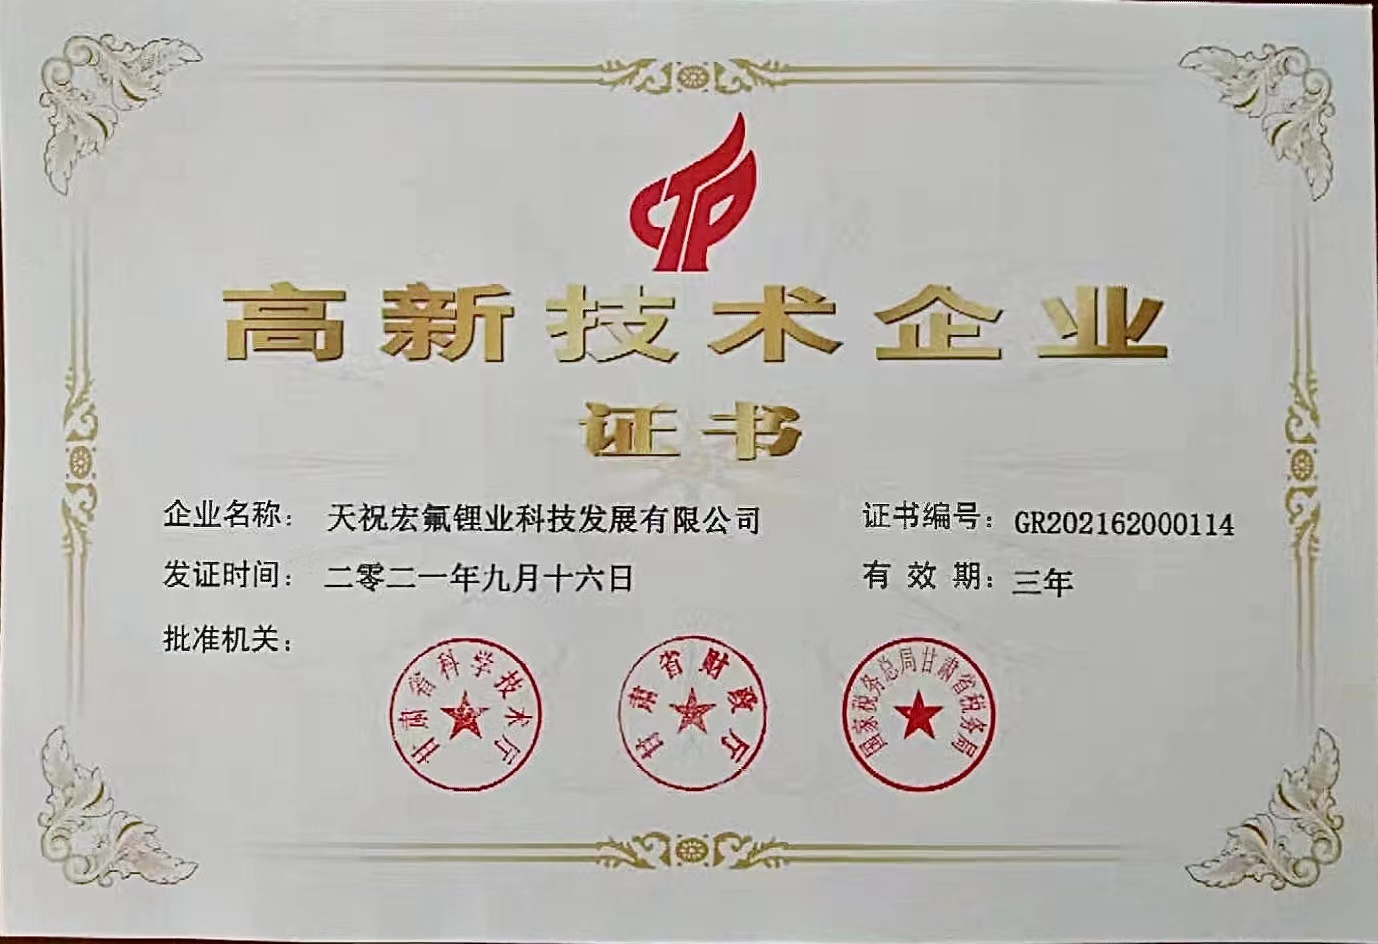 高新技术企业
证书
企业名称： 天祝宏氟锂业科技发展有限公司 证书编号：GR202162000114
发证时间： 二零二一年九月十六日 有效期：三年
批准机关：
甘肃省科学技术厅
甘肃省财政厅
国家税务总局甘肃省税务局